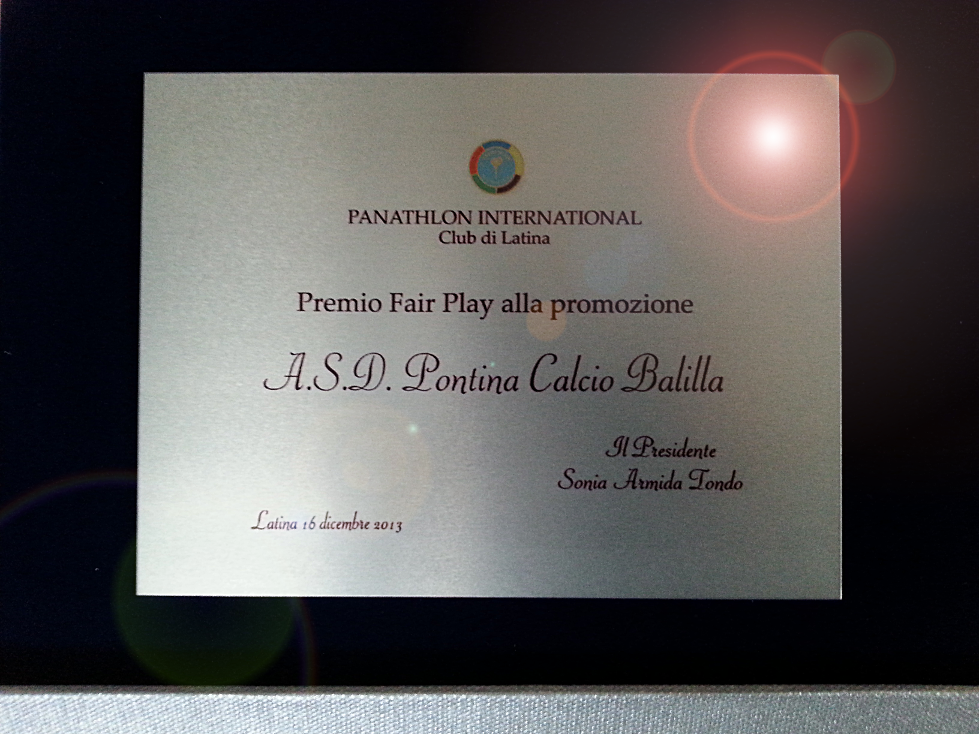 PANATHLON INTERNATIONAL
Club di Latina
Premio Fair Play alla promozione
A.S.D. Pontina Calcio Balilla
Il Presidente
Sonia Armida Tondo
Latina 16 dicembre 2013